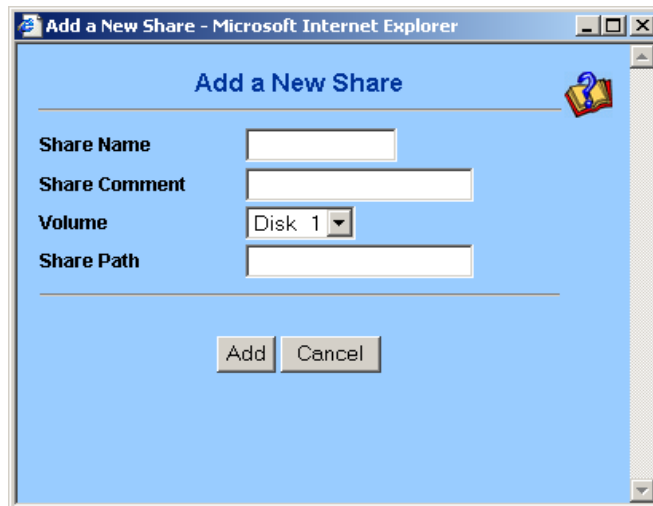 Add a New Share - Microsoft Internet Explorer
Add a New Share
Share Name
Share Comment
Volume Disk 1
Share Path
Add Cancel